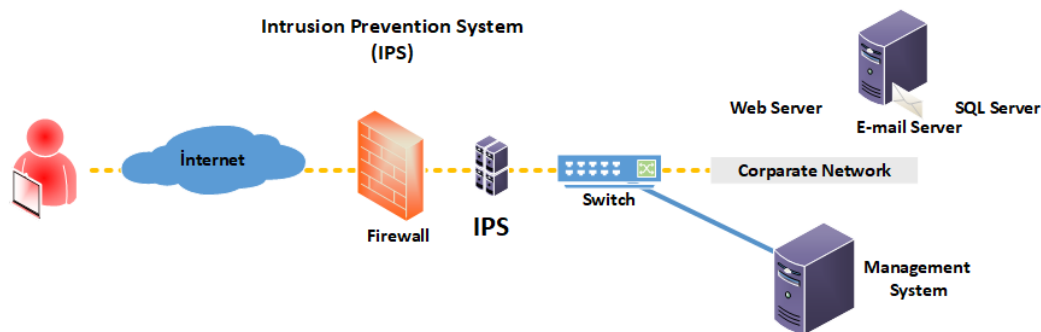 Intrusion Prevention System
(IPS)
Web Server
SQL Server
E-mail Server
İnternet
Corparate Network
Switch
IPS
Firewall
Management
System